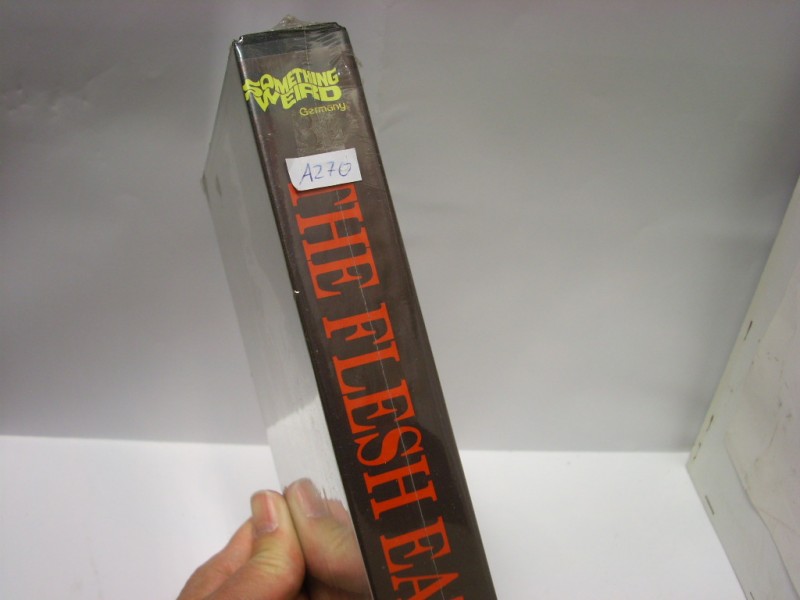 SOMETHING
WEIRD
Germany
A270
THE FLESH EA